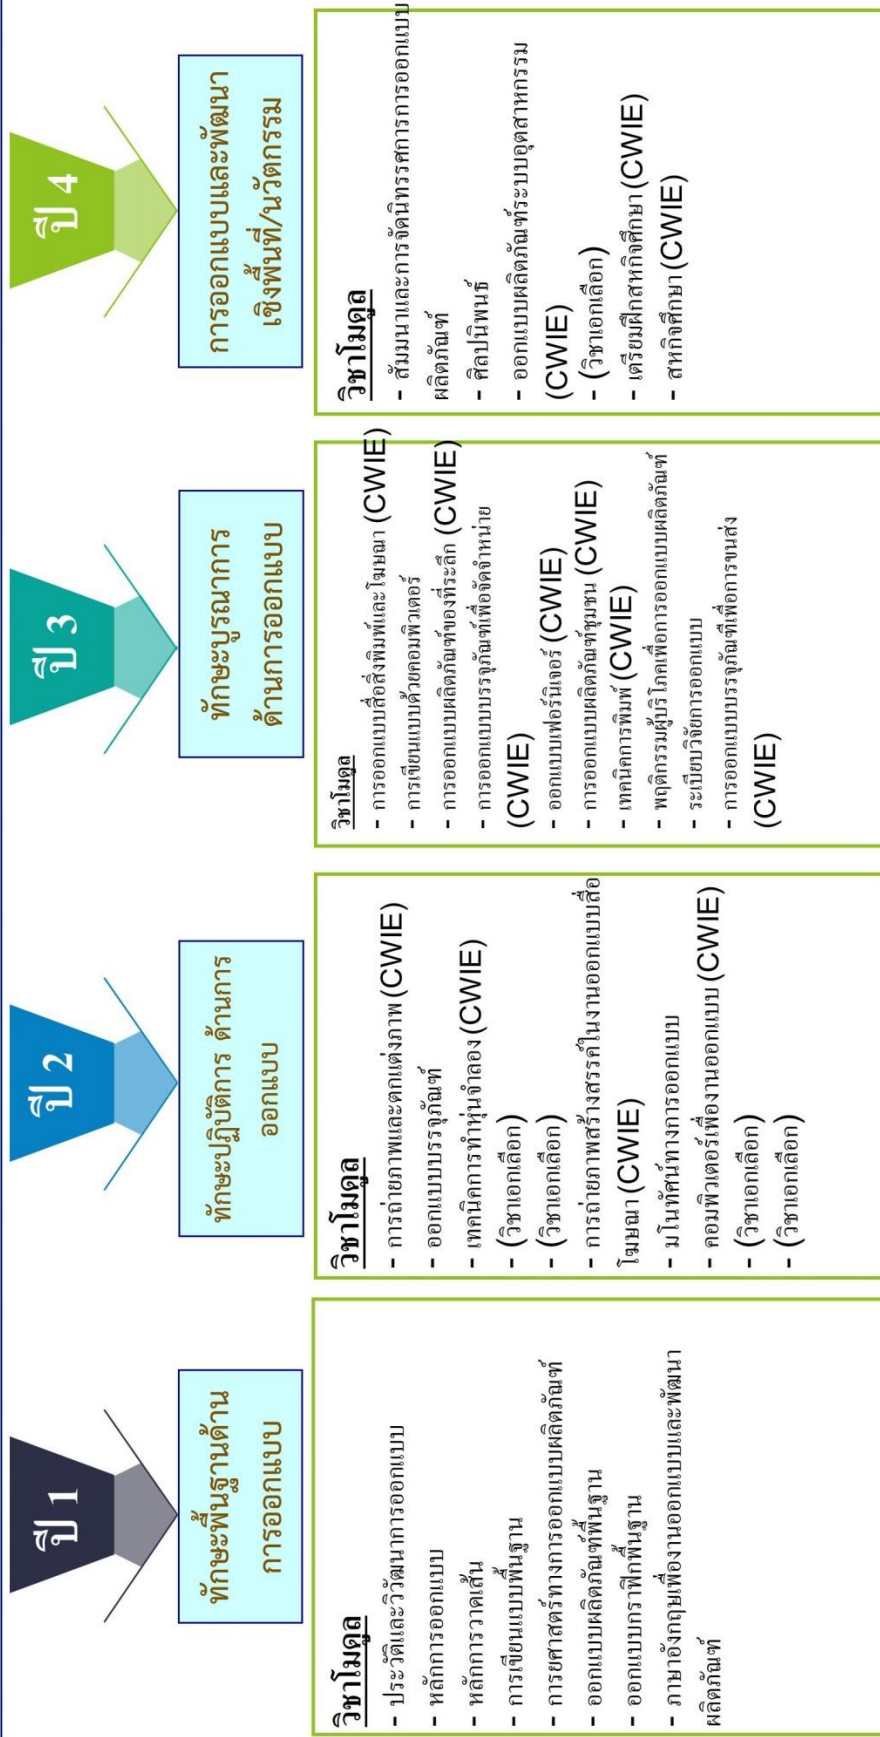 ปี 1
ทักษะพื้นฐานด้าน
การออกแบบ
วิชาโมดูล
- ประวัติและวิวัฒนาการออกแบบ
- หลักการออกแบบ
- หลักการวาดเส้น
- การเขียนแบบพื้นฐาน
- การยศาสตร์ทางการออกแบบผลิตภัณฑ์
- ออกแบบผลิตภัณฑ์พื้นฐาน
- ออกแบบกราฟิกพื้นฐาน
- ภาษาอังกฤษเพื่องานออกแบบและพัฒนา
ผลิตภัณฑ์
ปี 2
ทักษะปฏิบัติการ ด้านการ
ออกแบบ
วิชาโมดูล
- การถ่ายภาพและตกแต่งภาพ (CWIE)
- ออกแบบบรรจุภัณฑ์
- เทคนิคการทำหุ่นจำลอง (CWIE)
- (วิชาเอกเลือก)
- (วิชาเอกเลือก)
- การถ่ายภาพสร้างสรรค์ในงานออกแบบสื่อ
โฆษณา (CWIE)
- มโนทัศน์ทางการออกแบบ
- คอมพิวเตอร์เพื่องานออกแบบ (CWIE)
- (วิชาเอกเลือก)
- (วิชาเอกเลือก)
ปี 3
ทักษะบูรณาการ
ด้านการออกแบบ
วิชาโมดูล
- การออกแบบสื่อสิ่งพิมพ์และโฆษณา (CWIE)
- การเขียนแบบด้วยคอมพิวเตอร์
- การออกแบบผลิตภัณฑ์ของที่ระลึก (CWIE)
- การออกแบบบรรจุภัณฑ์เพื่อจัดจำหน่าย
(CWIE)
- ออกแบบเฟอร์นิเจอร์ (CWIE)
- การออกแบบผลิตภัณฑ์ชุมชน (CWIE)
- เทคนิคการพิมพ์ (CWIE)
- พฤติกรรมผู้บริโภคเพื่อการออกแบบผลิตภัณฑ์
- ระเบียบวิจัยการออกแบบ
- การออกแบบบรรจุภัณฑ์เพื่อการขนส่ง
(CWIE)
ปี 4
การออกแบบและพัฒนา
เชิงพื้นที่/นวัตกรรม
วิชาโมดูล
- สัมมนาและการจัดนิทรรศการการออกแบบ
ผลิตภัณฑ์
- ศิลปนิพนธ์
- ออกแบบผลิตภัณฑ์ระบบอุตสาหกรรม
(CWIE)
- (วิชาเอกเลือก)
- เตรียมฝึกสหกิจศึกษา (CWIE)
- สหกิจศึกษา (CWIE)